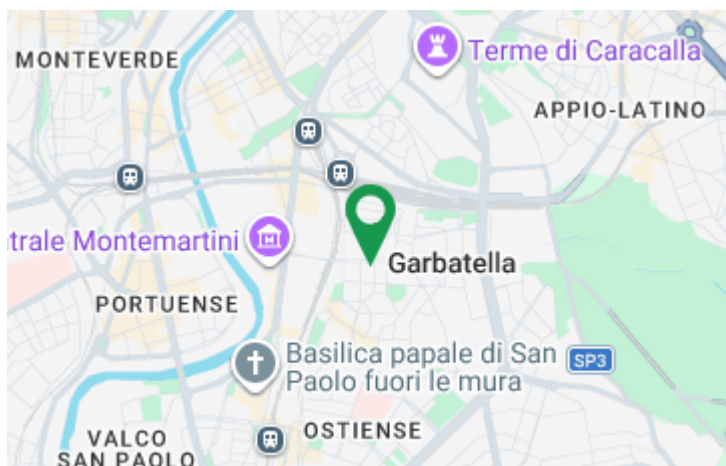 MONTEVERDE
Terme di Caracalla
APPIO-LATINO
trale Montemartini
Garbatella
PORTUENSE
Basilica papale di San
Paolo fuori le mura
SP3
OSTIENSE
VALCO
SAN PAOLO